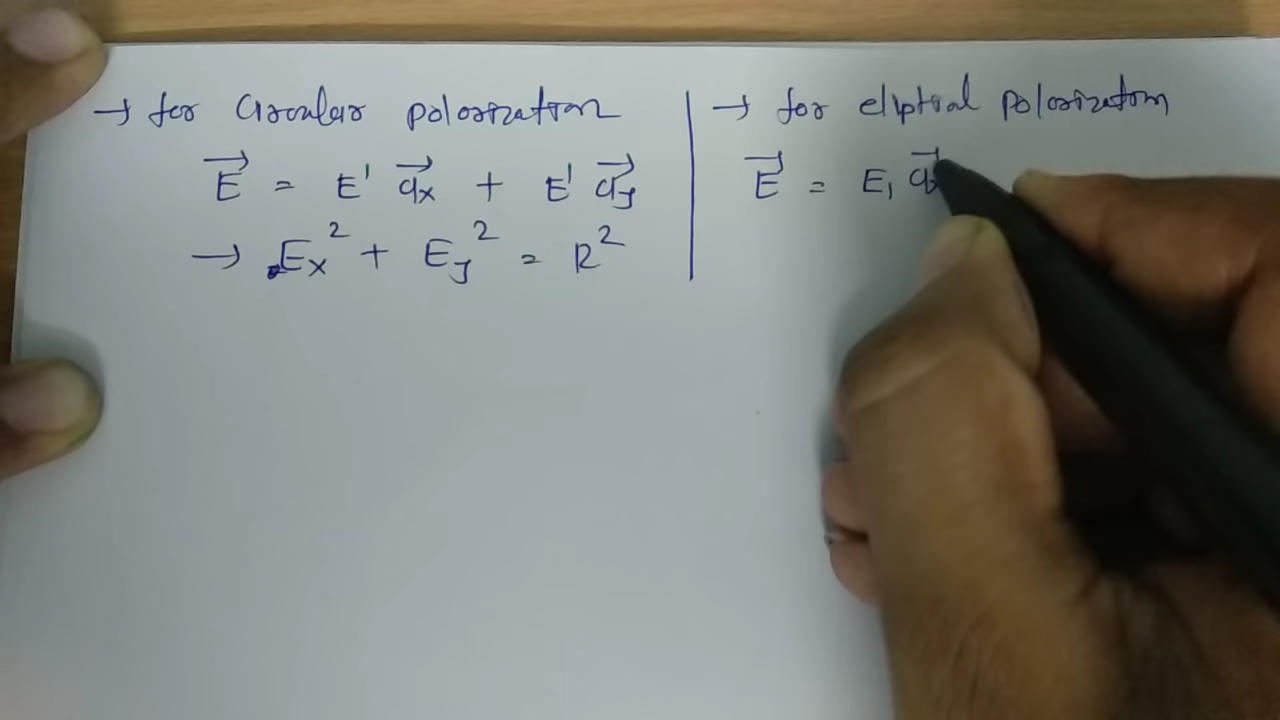 → for Circular polarization
E⃗ = E' a⃗x + E' a⃗y
→ Ex² + Ey² = R²
→ for eliptical polarization
E⃗ = E₁ a⃗x